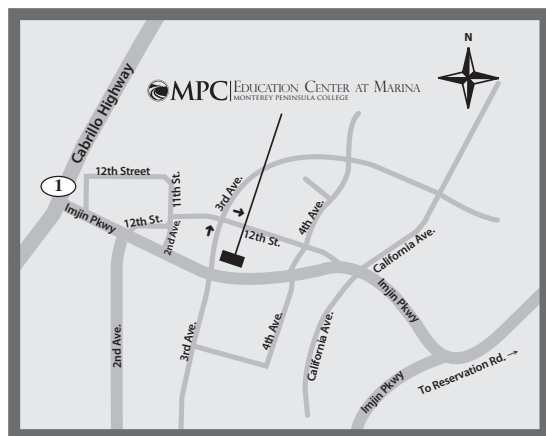 N
MPC EDUCATION CENTER AT MARINA
MONTEREY PENINSULA COLLEGE
Cabrillo Highway
1
12th Street
11th St.
3rd Ave.
Imjin Pkwy
12th St.
2nd Ave.
12th St.
4th Ave.
California Ave.
Imjin Pkwy
2nd Ave.
3rd Ave.
4th Ave.
California Ave.
Imjin Pkwy
To Reservation Rd. →